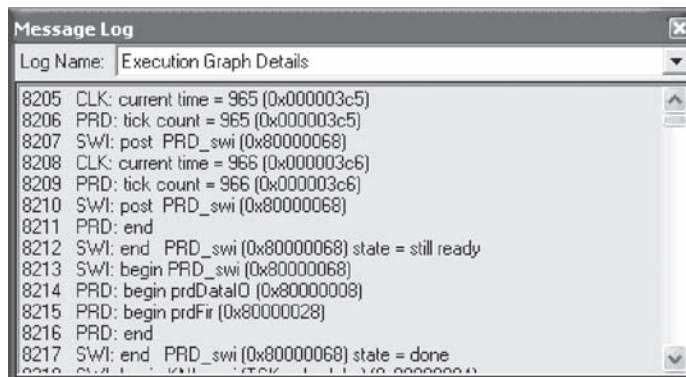 Message Log
Log Name: Execution Graph Details
8205 CLK: current time = 965 (0x000003c5)
8206 PRD: tick count = 965 (0x000003c5)
8207 SWI: post PRD_swi (0x80000068)
8208 CLK: current time = 966 (0x000003c6)
8209 PRD: tick count = 966 (0x000003c6)
8210 SWI: post PRD_swi (0x80000068)
8211 PRD: end
8212 SWI: end PRD_swi (0x80000068) state = still ready
8213 SWI: begin PRD_swi (0x80000068)
8214 PRD: begin prdDataIO (0x80000008)
8215 PRD: begin prdFir (0x80000028)
8216 PRD: end
8217 SWI: end PRD_swi (0x80000068) state = done